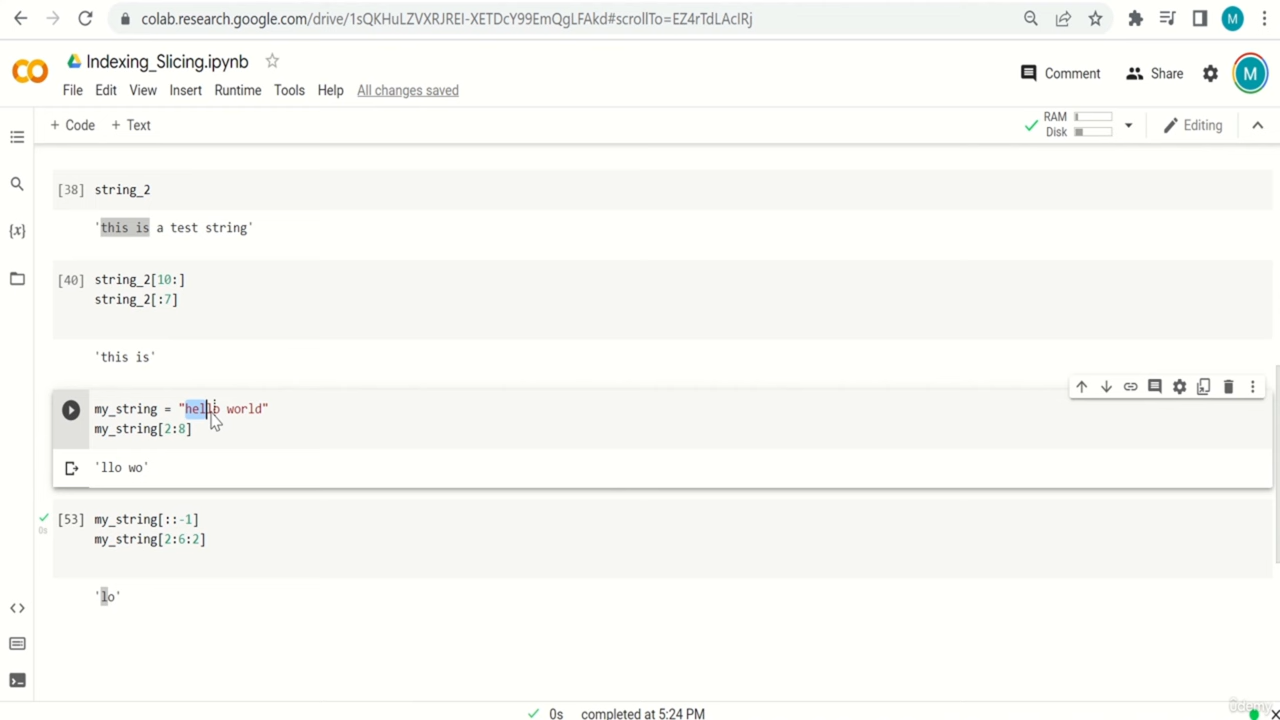 colab.research.google.com/drive/1sQKHuLZVXRJREI-XETDcY99EmQgLFAkd#scrollTo=EZ4rTdLAcIRj
M
Indexing_Slicing.ipynb
File Edit View Insert Runtime Tools Help All changes saved
Comment Share M
+ Code + Text
RAM
Disk
Editing
[38] string_2
'this is a test string'
{x}
[40] string_2[10:]
string_2[:7]
'this is'
my_string = "hello world"
my_string[2:8]
'llo wo'
[53] my_string[::-1]
0s
my_string[2:6:2]
'lo'
0s completed at 5:24 PM
ûdemy